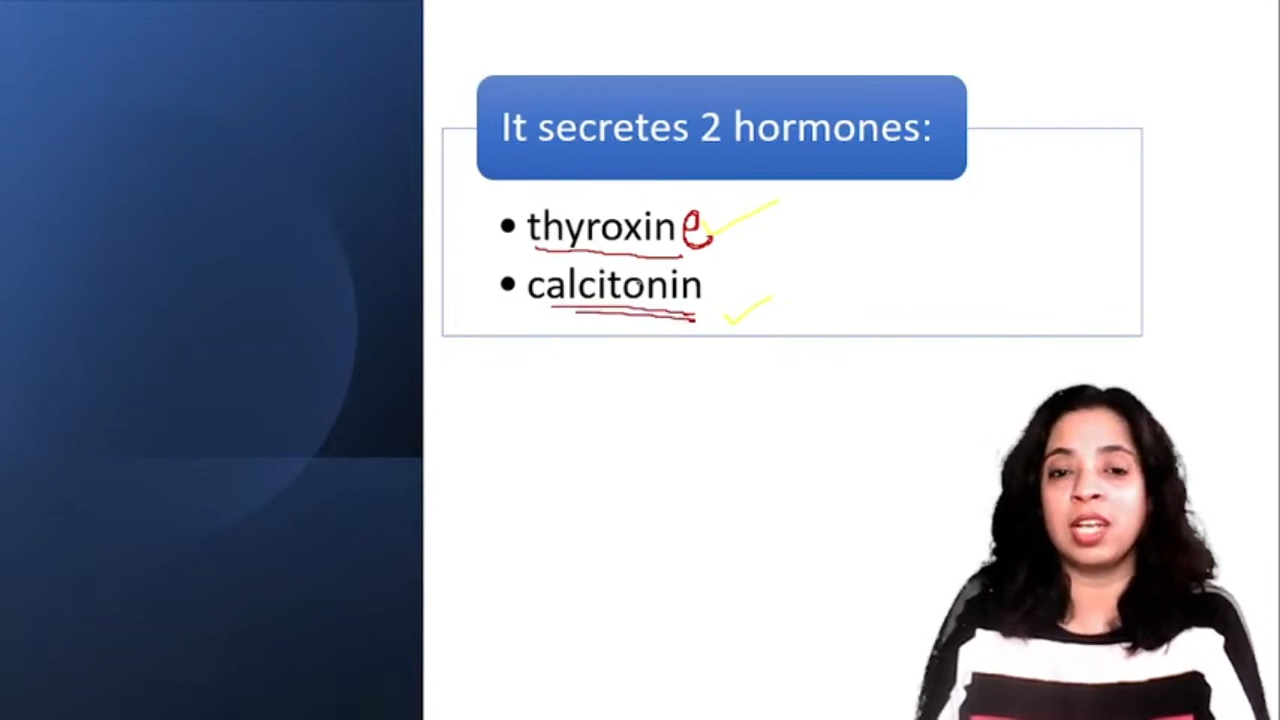 It secretes 2 hormones:
• thyroxine
• calcitonin